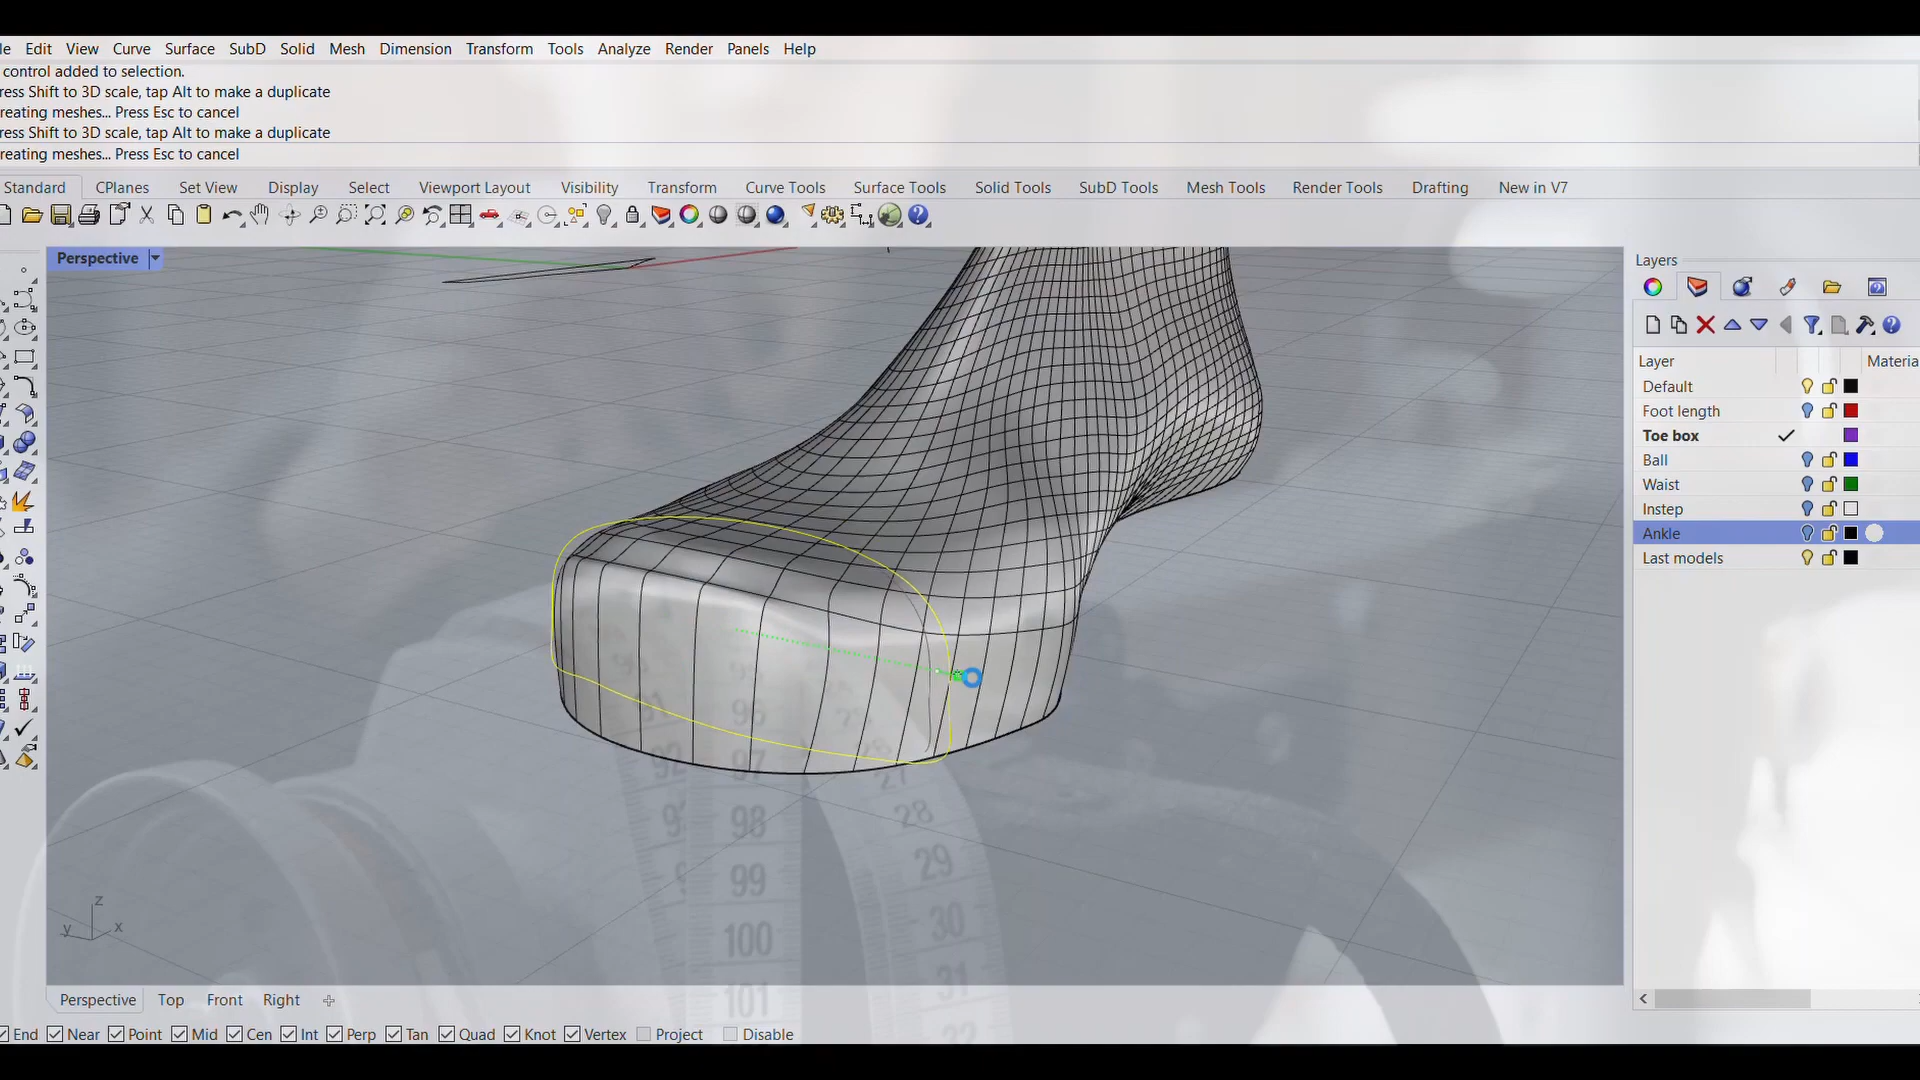 le Edit View Curve Surface SubD Solid Mesh Dimension Transform Tools Analyze Render Panels Help
control added to selection.
ress Shift to 3D scale, tap Alt to make a duplicate
reating meshes... Press Esc to cancel
ress Shift to 3D scale, tap Alt to make a duplicate
reating meshes... Press Esc to cancel
Standard CPlanes Set View Display Select Viewport Layout Visibility Transform Curve Tools Surface Tools Solid Tools SubD Tools Mesh Tools Render Tools Drafting New in V7
Perspective
Layers
Layer Materia
Default
Foot length
Toe box
Ball
Waist
Instep
Ankle
Last models
96
91
92 97 27
98 28
99 29
100 30
101 31
32
z
y x
Perspective Top Front Right
End Near Point Mid Cen Int Perp Tan Quad Knot Vertex Project Disable